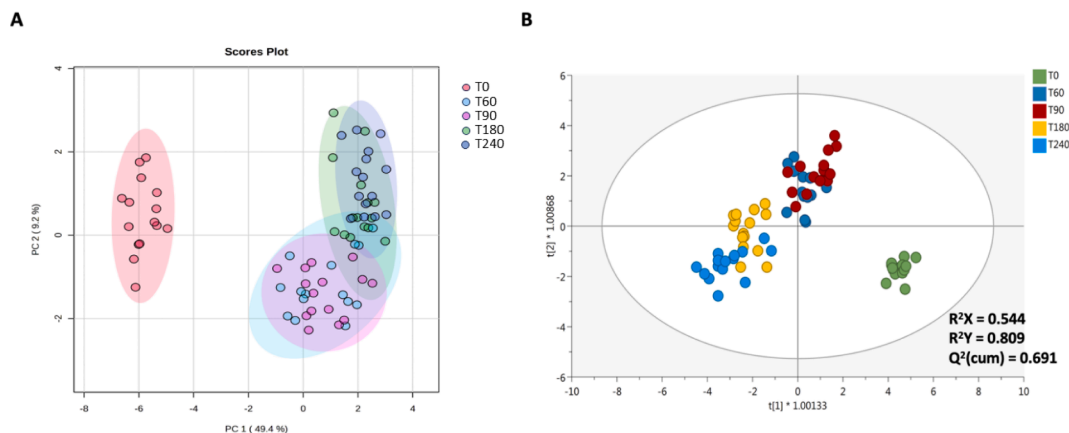 A
Scores Plot
4
2
0
-2
-8
-6
-4
-2
0
2
4
PC 2 ( 9.2 %)
PC 1 ( 49.4 %)
T0
T60
T90
T180
T240
B
6
4
2
0
-2
-4
-6
-10
-8
-6
-4
-2
0
2
4
6
8
10
t[2] * 1.00868
t[1] * 1.00133
R²X = 0.544
R²Y = 0.809
Q²(cum) = 0.691
T0
T60
T90
T180
T240